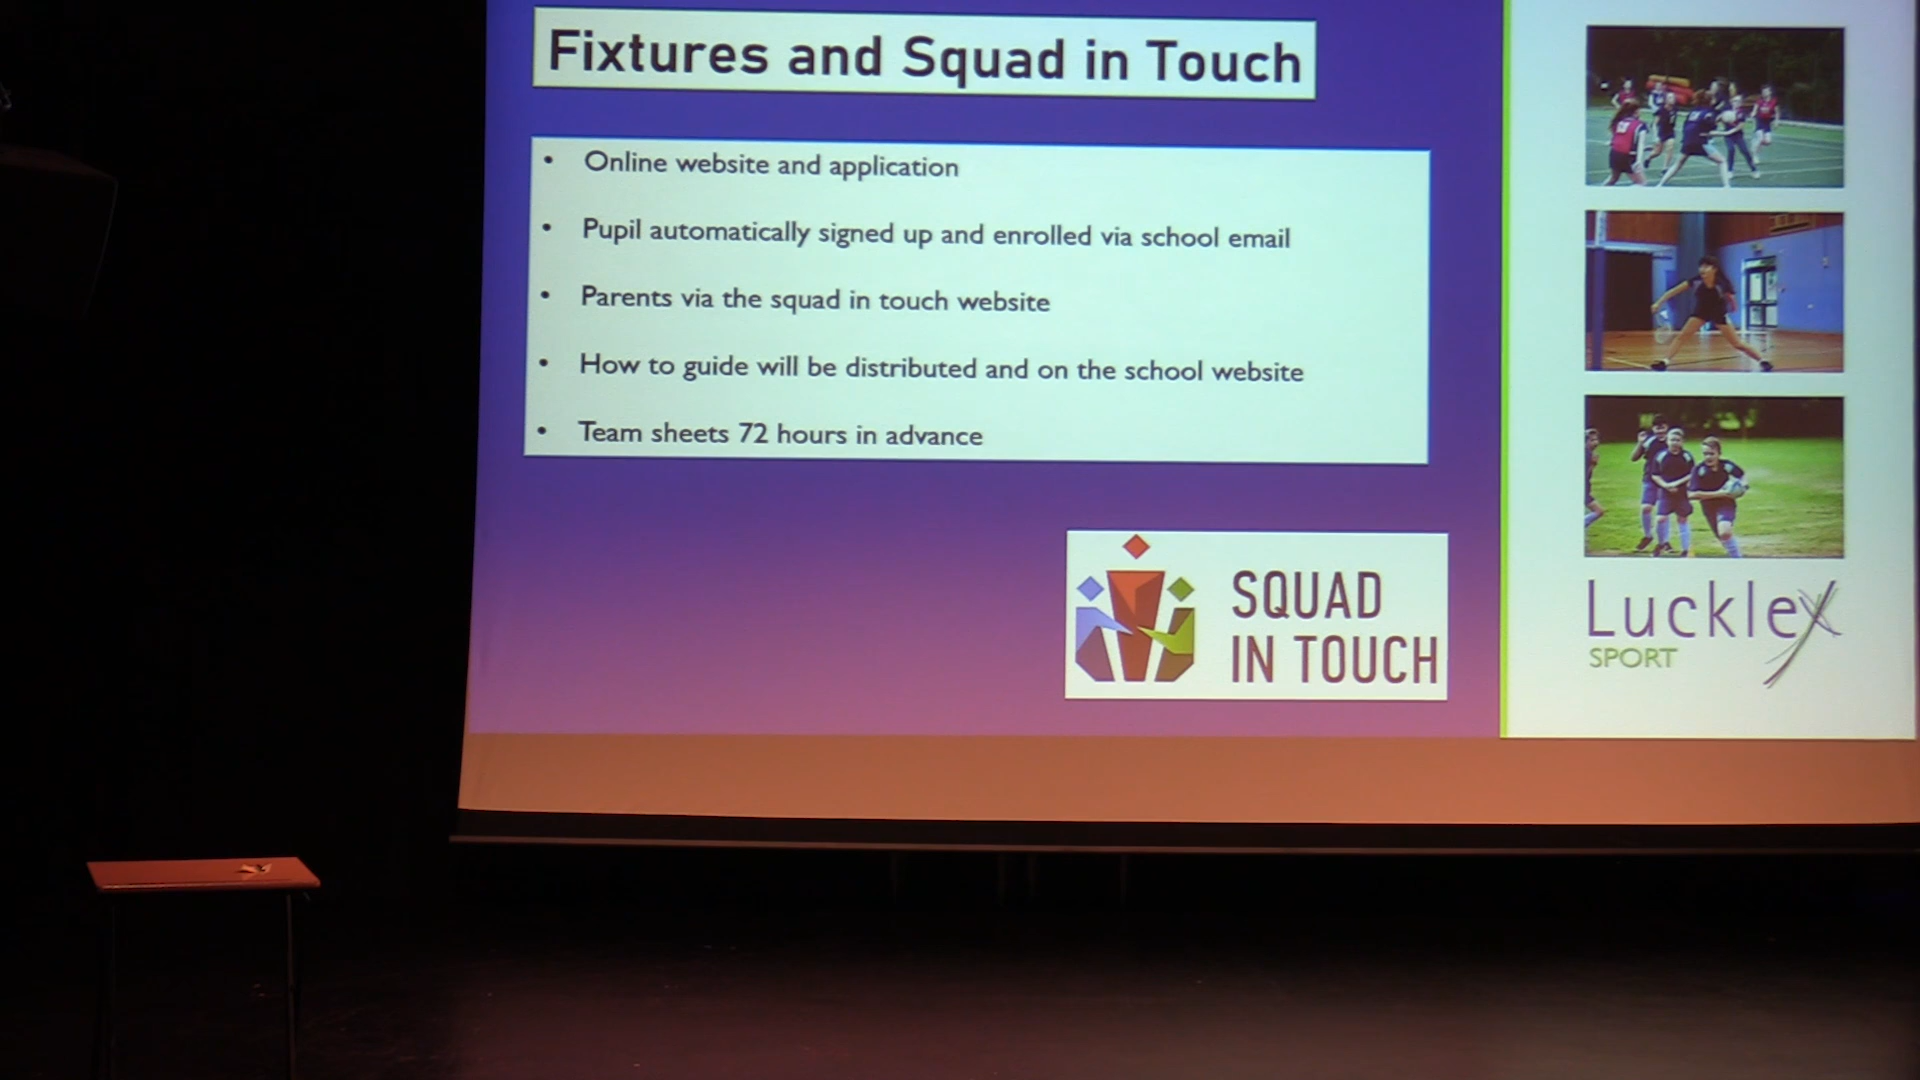 Fixtures and Squad in Touch
• Online website and application
• Pupil automatically signed up and enrolled via school email
• Parents via the squad in touch website
• How to guide will be distributed and on the school website
• Team sheets 72 hours in advance
SQUAD
IN TOUCH
Luckley
SPORT